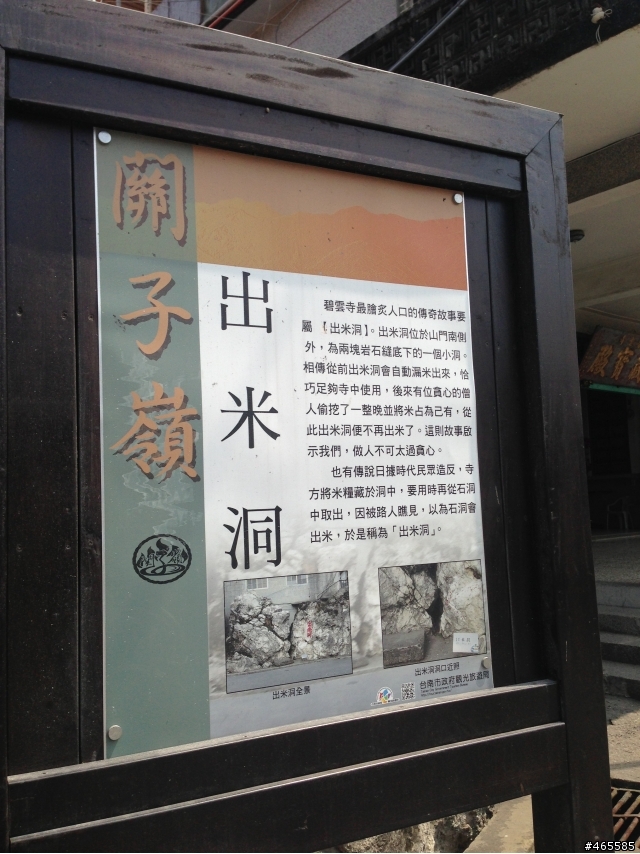 關子嶺
出米洞
碧雲寺最膾炙人口的傳奇故事要
屬【出米洞】。出米洞位於山門南側
外，為兩塊岩石縫底下的一個小洞。
相傳從前出米洞會自動漏米出來，恰
巧足夠寺中使用，後來有位貪心的僧
人偷挖了一整晚並將米占為己有，從
此出米洞便不再出米了。這則故事啟
示我們，做人不可太過貪心。
也有傳說日據時代民眾造反，寺
方將米糧藏於洞中，要用時再從石洞
中取出，因被路人瞧見，以為石洞會
出米，於是稱為「出米洞」。
出米洞全景
出米洞洞口近照
台南市政府觀光旅遊局
#465585